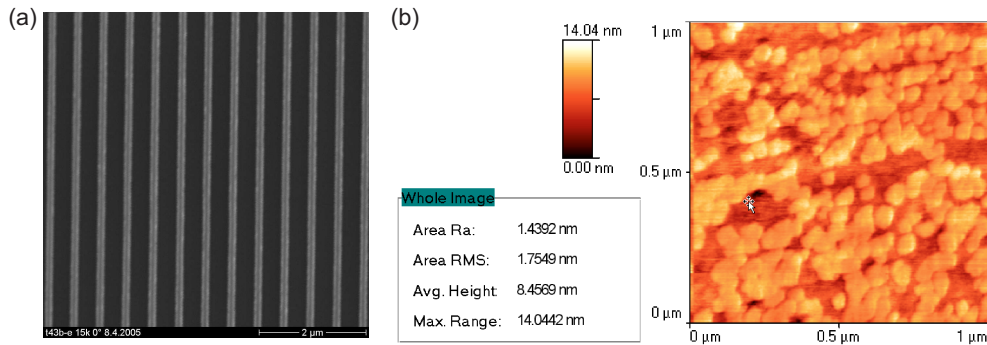 (a)
t43b-e 15k 0° 8.4.2005
2 µm
(b)
14.04 nm
0.00 nm
Whole Image
Area Ra: 1.4392 nm
Area RMS: 1.7549 nm
Avg. Height: 8.4569 nm
Max. Range: 14.0442 nm
1 µm
0.5 µm
0 µm
0 µm 0.5 µm 1 µm